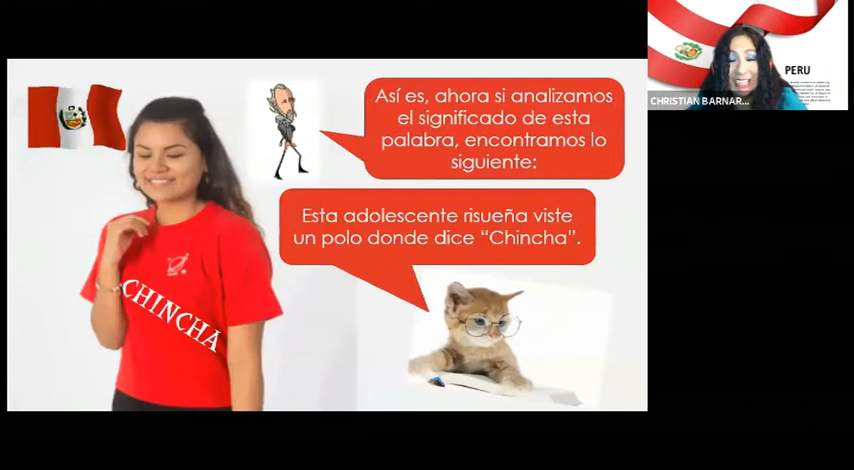 Así es, ahora si analizamos
el significado de esta
palabra, encontramos lo
siguiente:
Esta adolescente risueña viste
un polo donde dice “Chincha”.
CHINCHA
PERU
CHRISTIAN BARNAR...